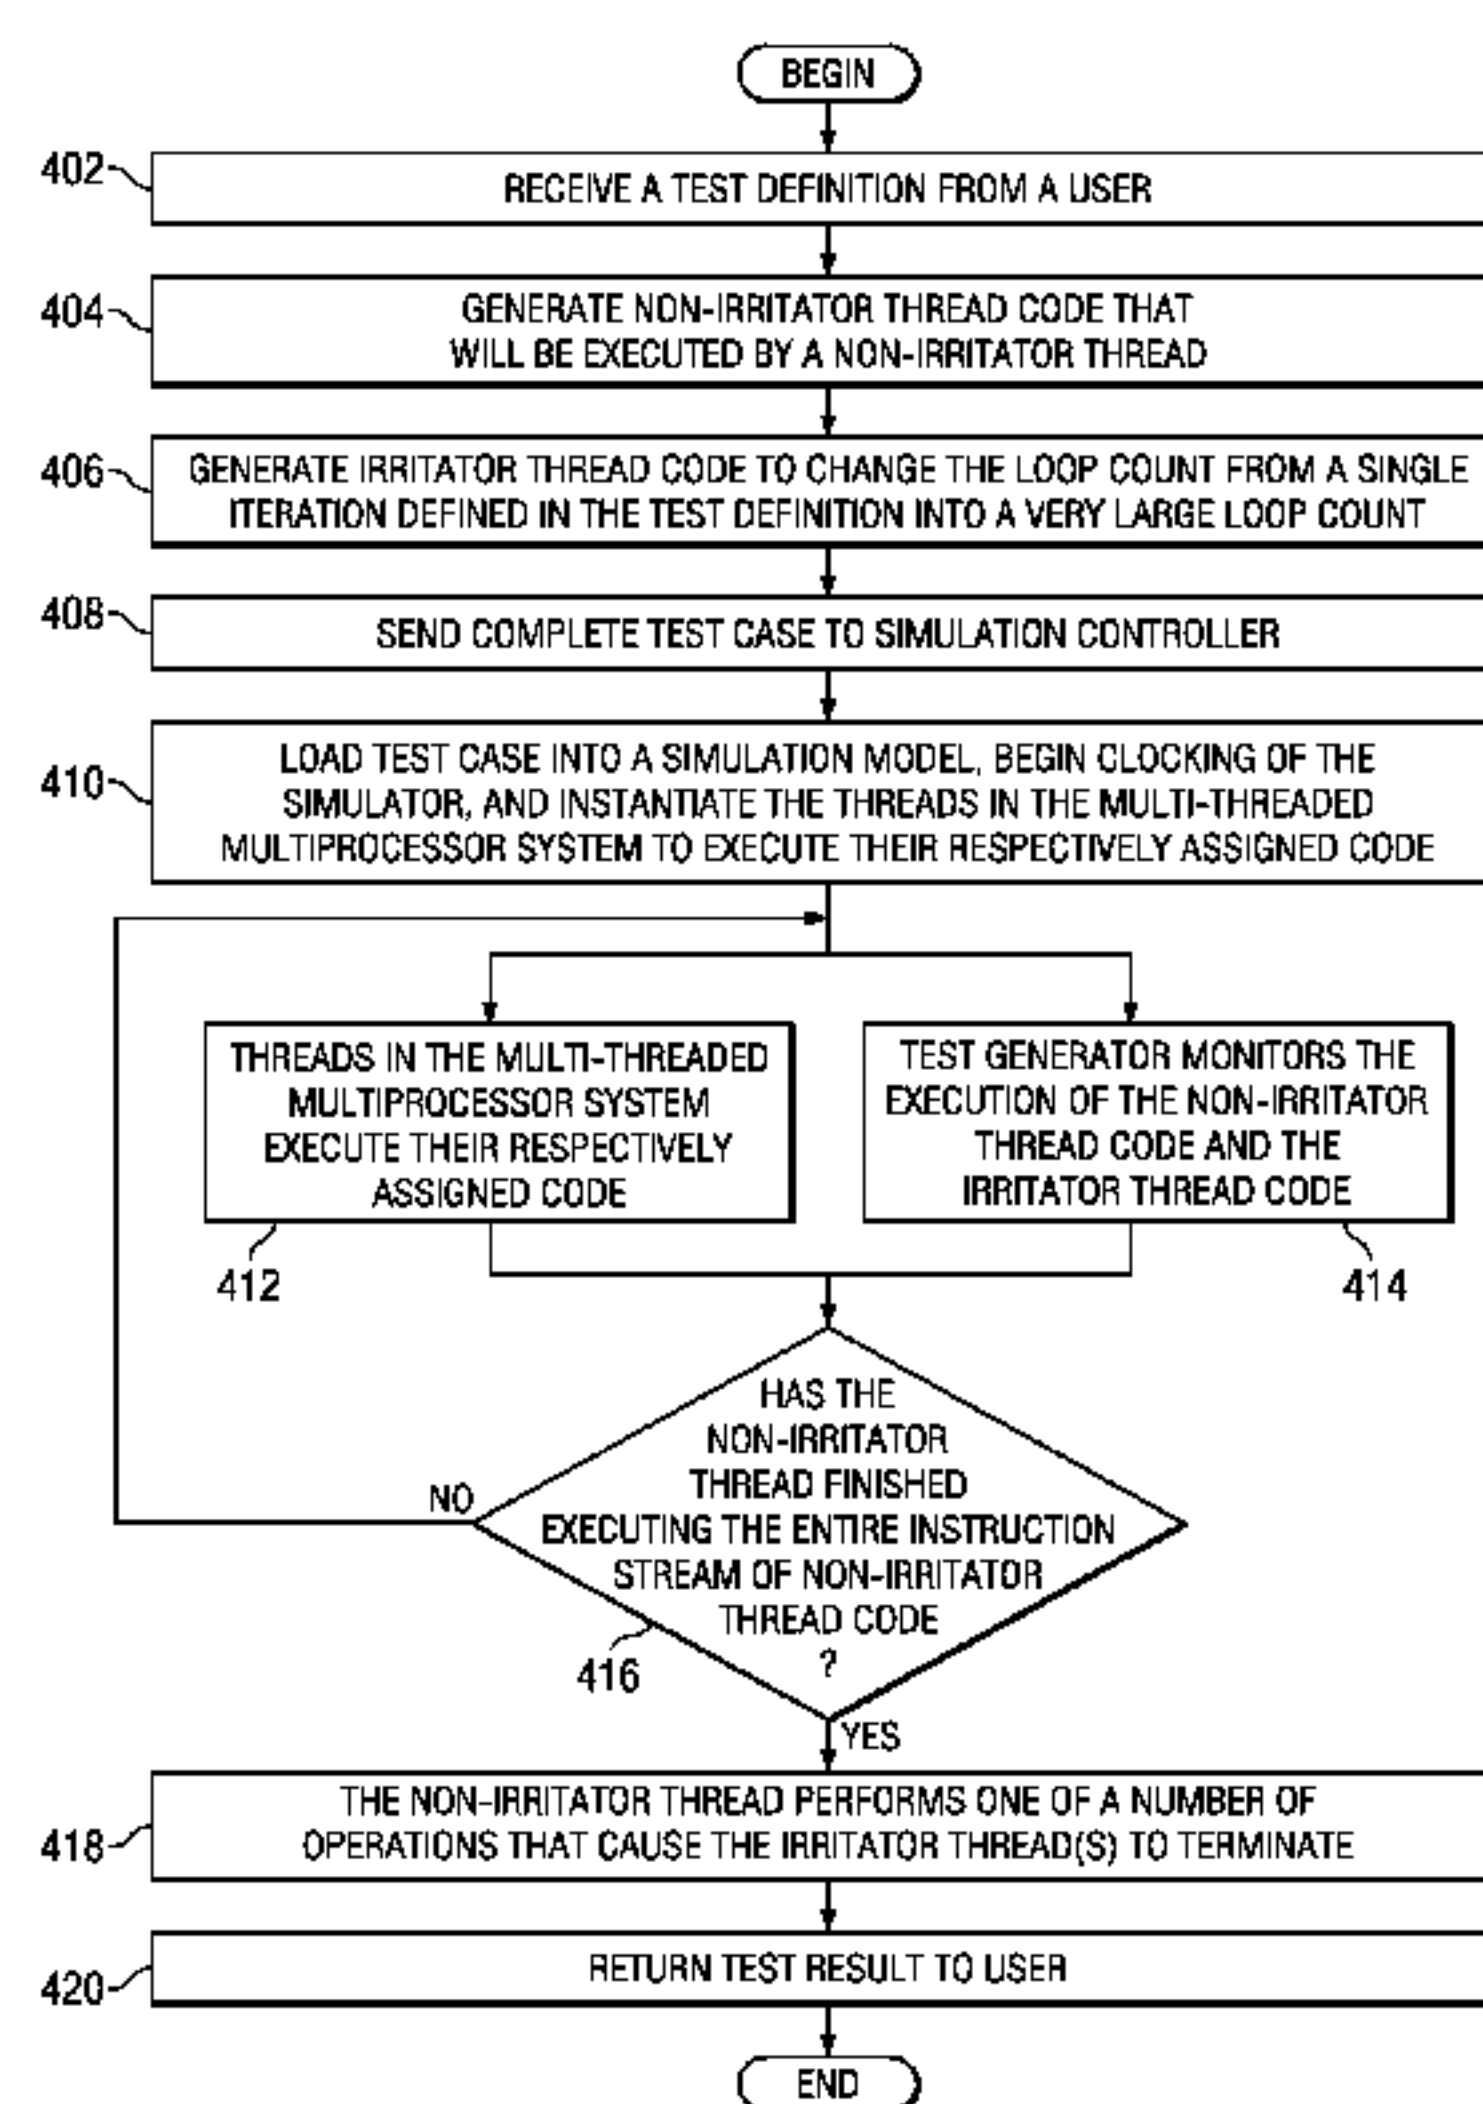 BEGIN
402
RECEIVE A TEST DEFINITION FROM A USER
404
GENERATE NON-IRRITATOR THREAD CODE THAT
WILL BE EXECUTED BY A NON-IRRITATOR THREAD
406
GENERATE IRRITATOR THREAD CODE TO CHANGE THE LOOP COUNT FROM A SINGLE
ITERATION DEFINED IN THE TEST DEFINITION INTO A VERY LARGE LOOP COUNT
408
SEND COMPLETE TEST CASE TO SIMULATION CONTROLLER
410
LOAD TEST CASE INTO A SIMULATION MODEL, BEGIN CLOCKING OF THE
SIMULATOR, AND INSTANTIATE THE THREADS IN THE MULTI-THREADED
MULTIPROCESSOR SYSTEM TO EXECUTE THEIR RESPECTIVELY ASSIGNED CODE
THREADS IN THE MULTI-THREADED
MULTIPROCESSOR SYSTEM
EXECUTE THEIR RESPECTIVELY
ASSIGNED CODE
412
TEST GENERATOR MONITORS THE
EXECUTION OF THE NON-IRRITATOR
THREAD CODE AND THE
IRRITATOR THREAD CODE
414
HAS THE
NON-IRRITATOR
THREAD FINISHED
EXECUTING THE ENTIRE INSTRUCTION
STREAM OF NON-IRRITATOR
THREAD CODE
?
NO
416
YES
418
THE NON-IRRITATOR THREAD PERFORMS ONE OF A NUMBER OF
OPERATIONS THAT CAUSE THE IRRITATOR THREAD(S) TO TERMINATE
420
RETURN TEST RESULT TO USER
END